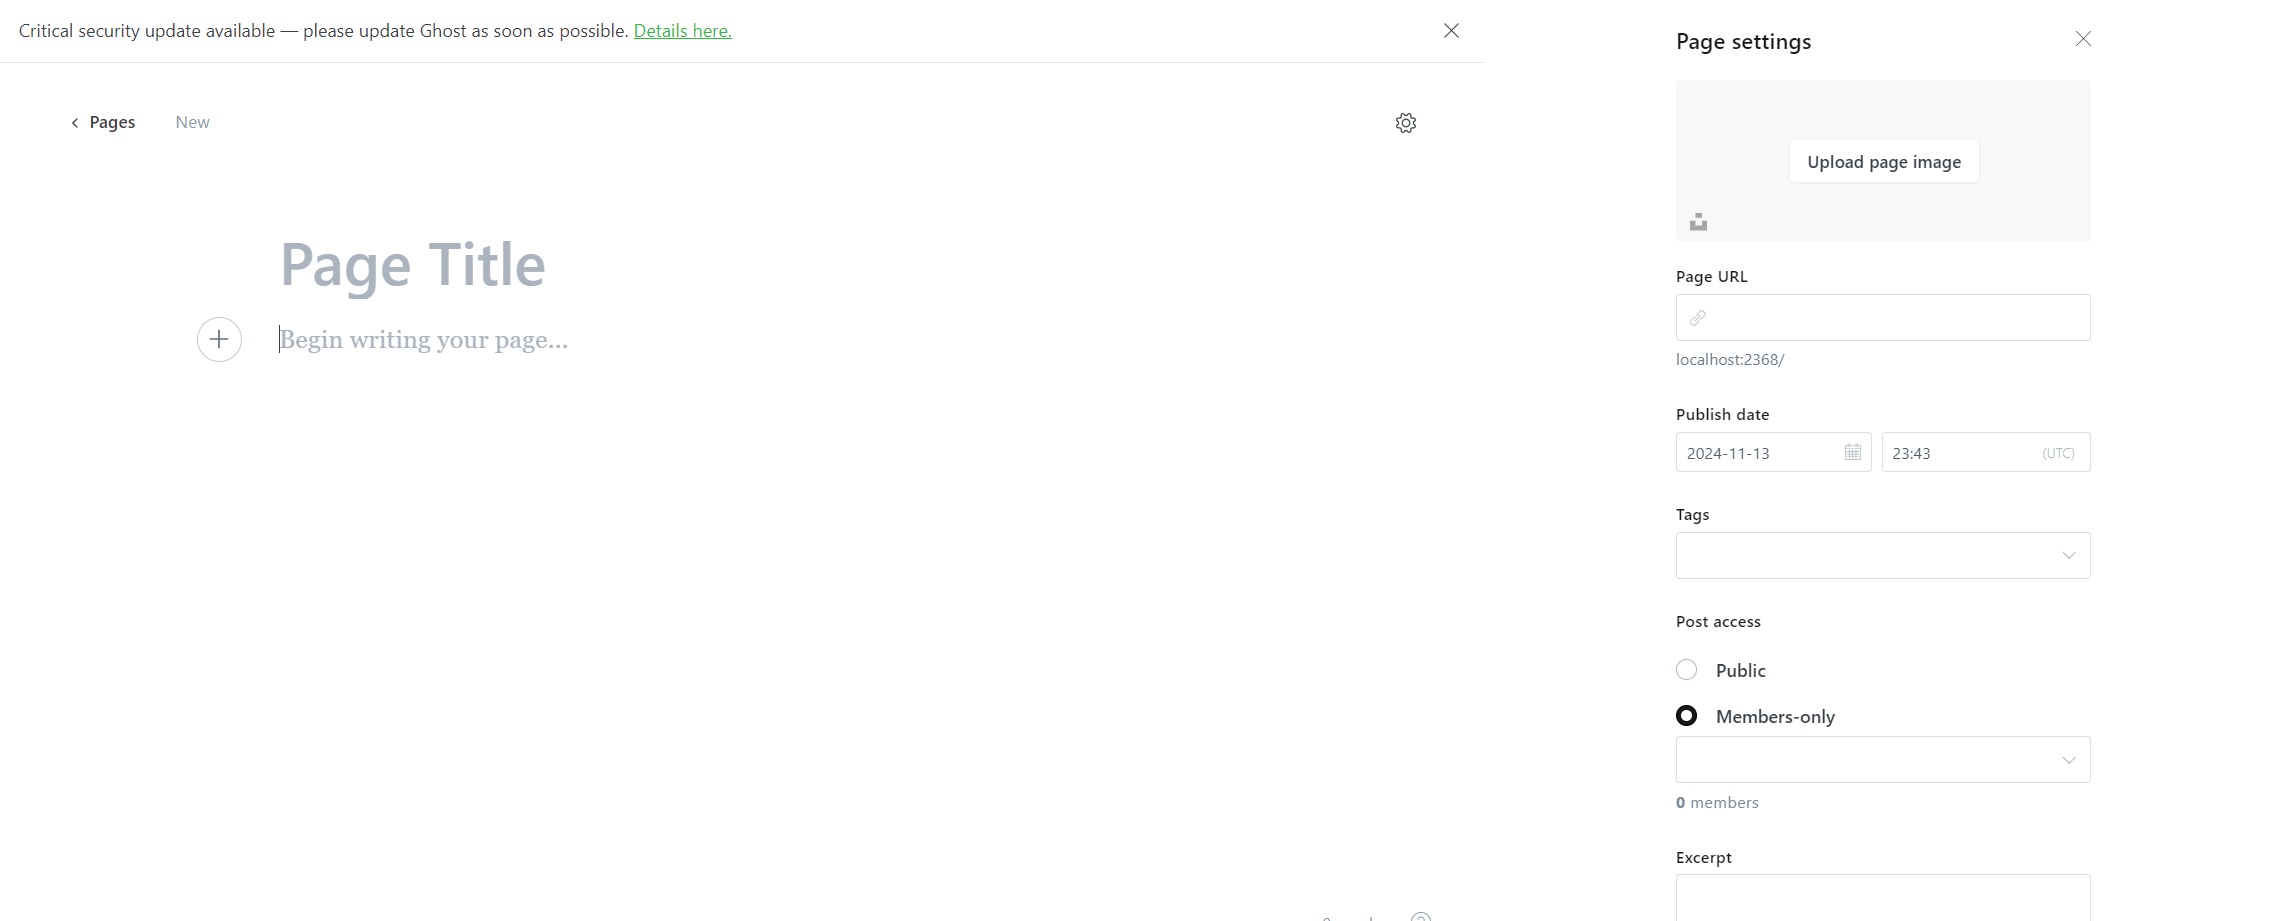 Critical security update available — please update Ghost as soon as possible. Details here.
Pages
New
Page Title
Begin writing your page...
Page settings
Upload page image
Page URL
localhost:2368/
Publish date
2024-11-13
23:43
(UTC)
Tags
Post access
Public
Members-only
0 members
Excerpt